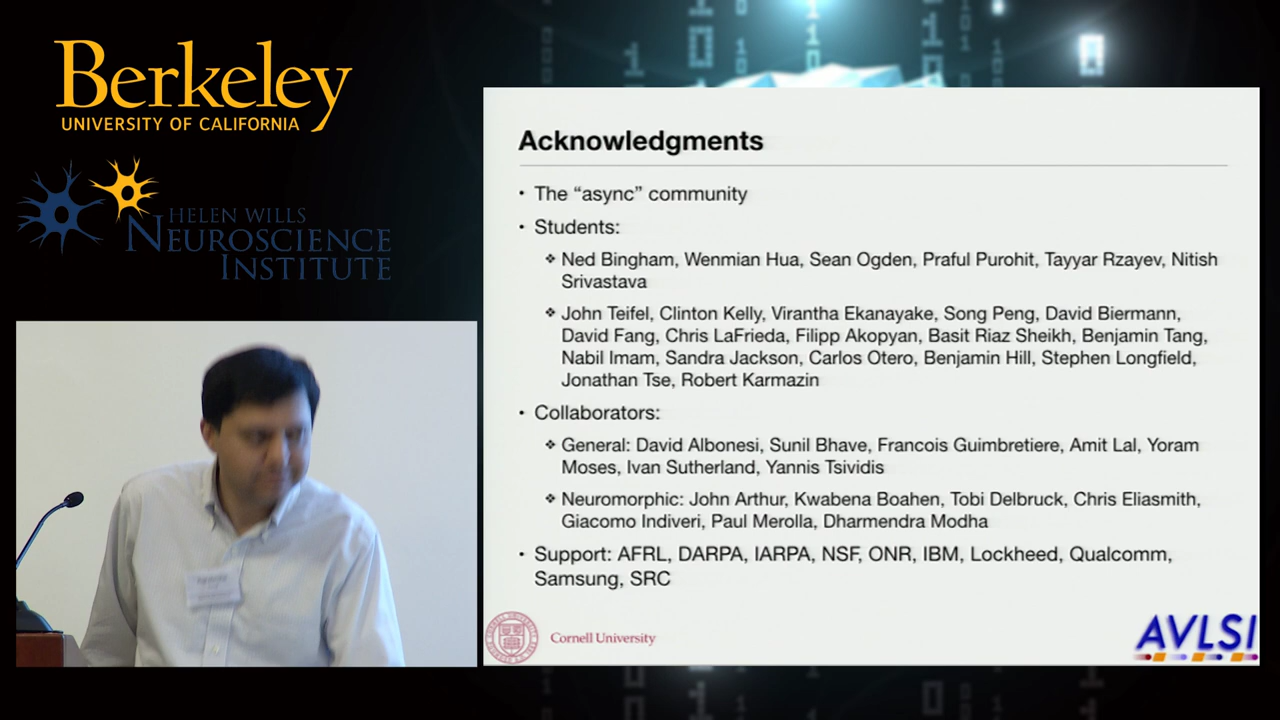 Berkeley
UNIVERSITY OF CALIFORNIA
HELEN WILLS
NEUROSCIENCE
INSTITUTE
Acknowledgments
• The “async” community
• Students:
❖ Ned Bingham, Wenmian Hua, Sean Ogden, Praful Purohit, Tayyar Rzayev, Nitish
Srivastava
❖ John Teifel, Clinton Kelly, Virantha Ekanayake, Song Peng, David Biermann,
David Fang, Chris LaFrieda, Filipp Akopyan, Basit Riaz Sheikh, Benjamin Tang,
Nabil Imam, Sandra Jackson, Carlos Otero, Benjamin Hill, Stephen Longfield,
Jonathan Tse, Robert Karmazin
• Collaborators:
❖ General: David Albonesi, Sunil Bhave, Francois Guimbretiere, Amit Lal, Yoram
Moses, Ivan Sutherland, Yannis Tsividis
❖ Neuromorphic: John Arthur, Kwabena Boahen, Tobi Delbruck, Chris Eliasmith,
Giacomo Indiveri, Paul Merolla, Dharmendra Modha
• Support: AFRL, DARPA, IARPA, NSF, ONR, IBM, Lockheed, Qualcomm,
Samsung, SRC
Cornell University
AVLSI